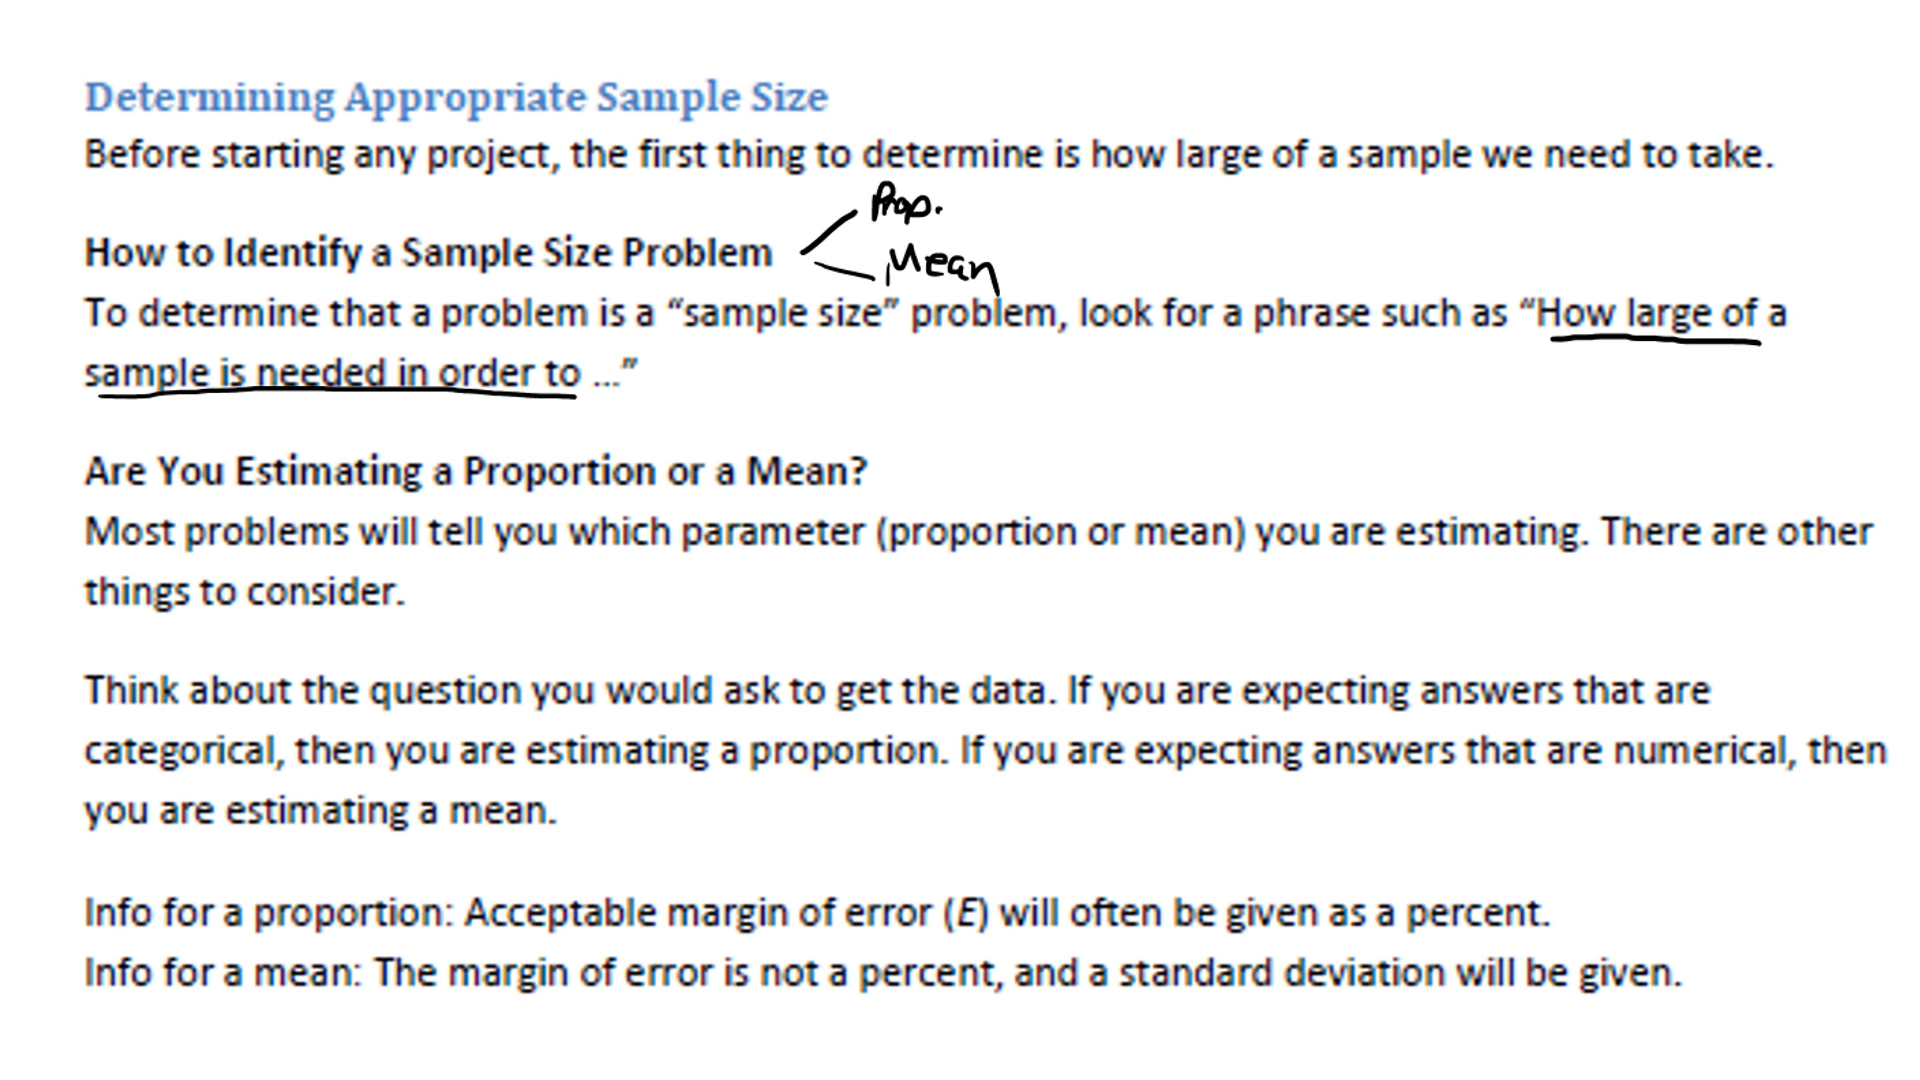 Determining Appropriate Sample Size
Before starting any project, the first thing to determine is how large of a sample we need to take.
Prop.
How to Identify a Sample Size Problem
Mean
To determine that a problem is a “sample size” problem, look for a phrase such as “How large of a
sample is needed in order to ...”
Are You Estimating a Proportion or a Mean?
Most problems will tell you which parameter (proportion or mean) you are estimating. There are other
things to consider.
Think about the question you would ask to get the data. If you are expecting answers that are
categorical, then you are estimating a proportion. If you are expecting answers that are numerical, then
you are estimating a mean.
Info for a proportion: Acceptable margin of error (E) will often be given as a percent.
Info for a mean: The margin of error is not a percent, and a standard deviation will be given.